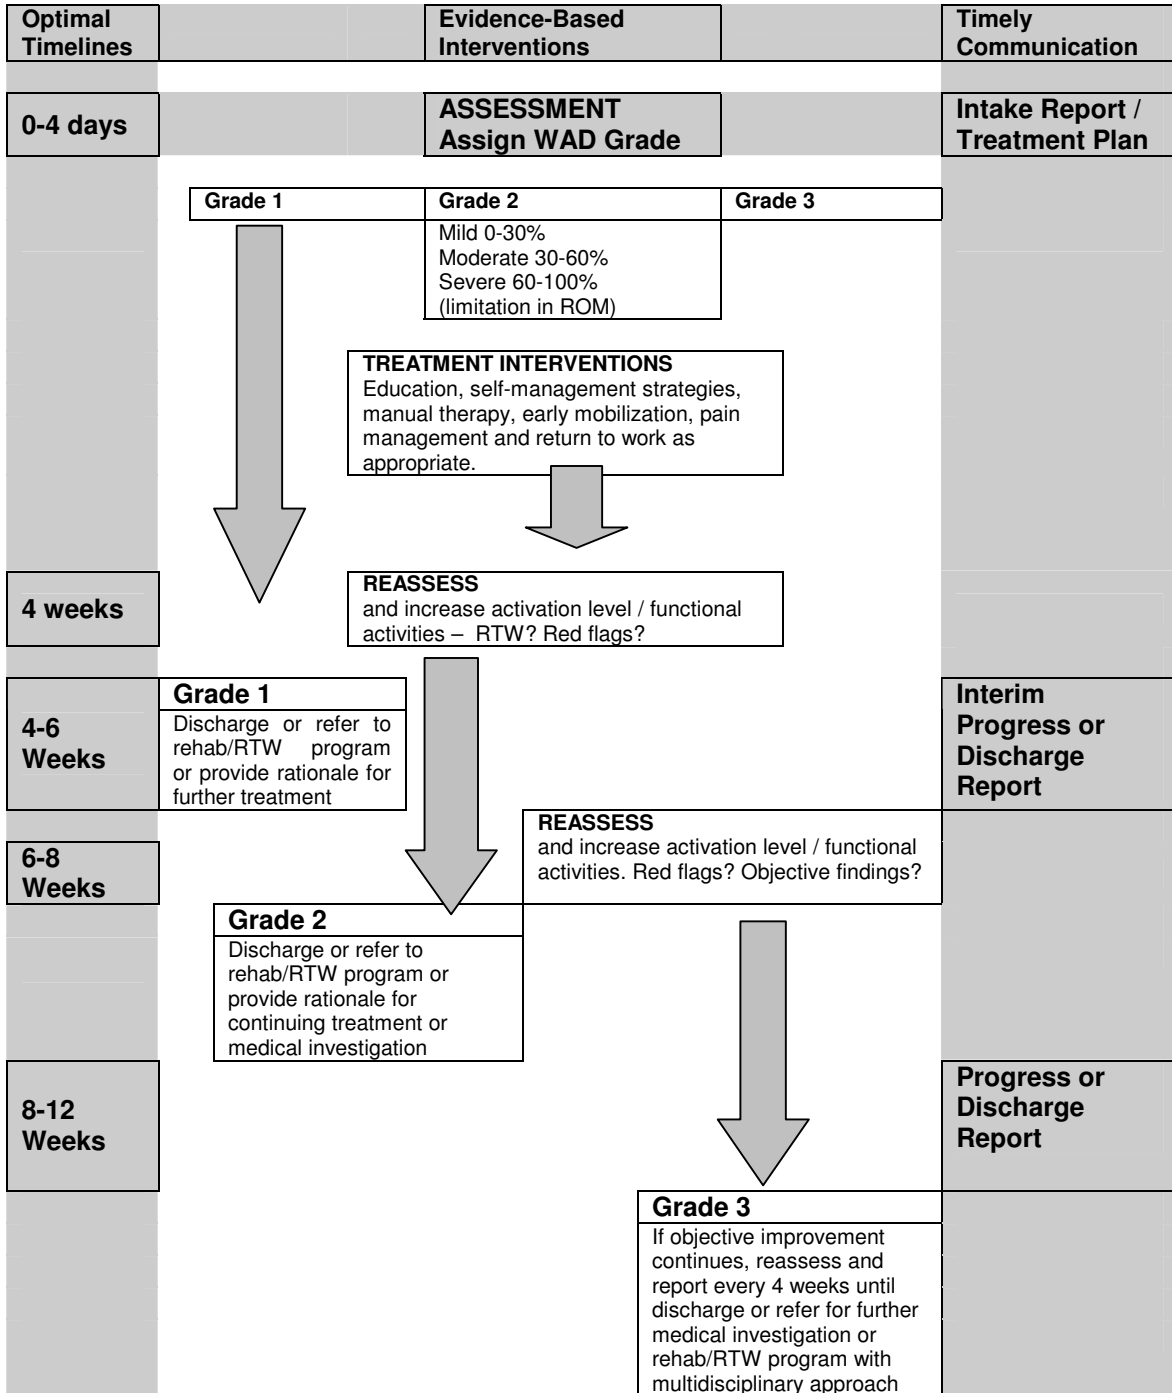 Optimal
Timelines
Evidence-Based
Interventions
Timely
Communication
0-4 days
ASSESSMENT
Assign WAD Grade
Intake Report /
Treatment Plan
Grade 1
Grade 2
Grade 3
Mild 0-30%
Moderate 30-60%
Severe 60-100%
(limitation in ROM)
TREATMENT INTERVENTIONS
Education, self-management strategies,
manual therapy, early mobilization, pain
management and return to work as
appropriate.
4 weeks
REASSESS
and increase activation level / functional
activities – RTW? Red flags?
4-6
Weeks
Grade 1
Discharge or refer to
rehab/RTW program
or provide rationale for
further treatment
Interim
Progress or
Discharge
Report
6-8
Weeks
REASSESS
and increase activation level / functional
activities. Red flags? Objective findings?
Grade 2
Discharge or refer to
rehab/RTW program or
provide rationale for
continuing treatment or
medical investigation
8-12
Weeks
Progress or
Discharge
Report
Grade 3
If objective improvement
continues, reassess and
report every 4 weeks until
discharge or refer for further
medical investigation or
rehab/RTW program with
multidisciplinary approach